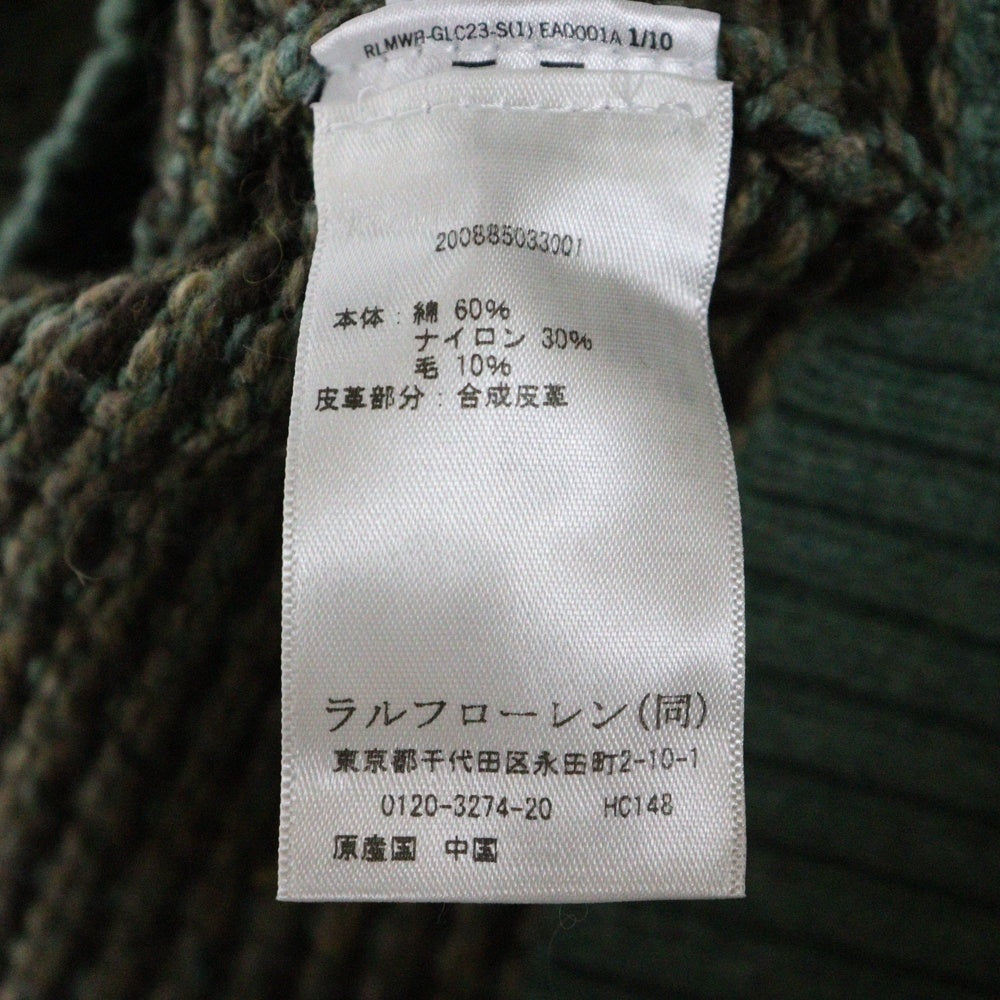 RLMWR-GLC23-S(1) EA0001A 1/10
200885033001
本体：綿 60%
ナイロン 30%
毛 10%
皮革部分：合成皮革
ラルフローレン(同)
東京都千代田区永田町2-10-1
0120-3274-20 HC148
原産国 中国